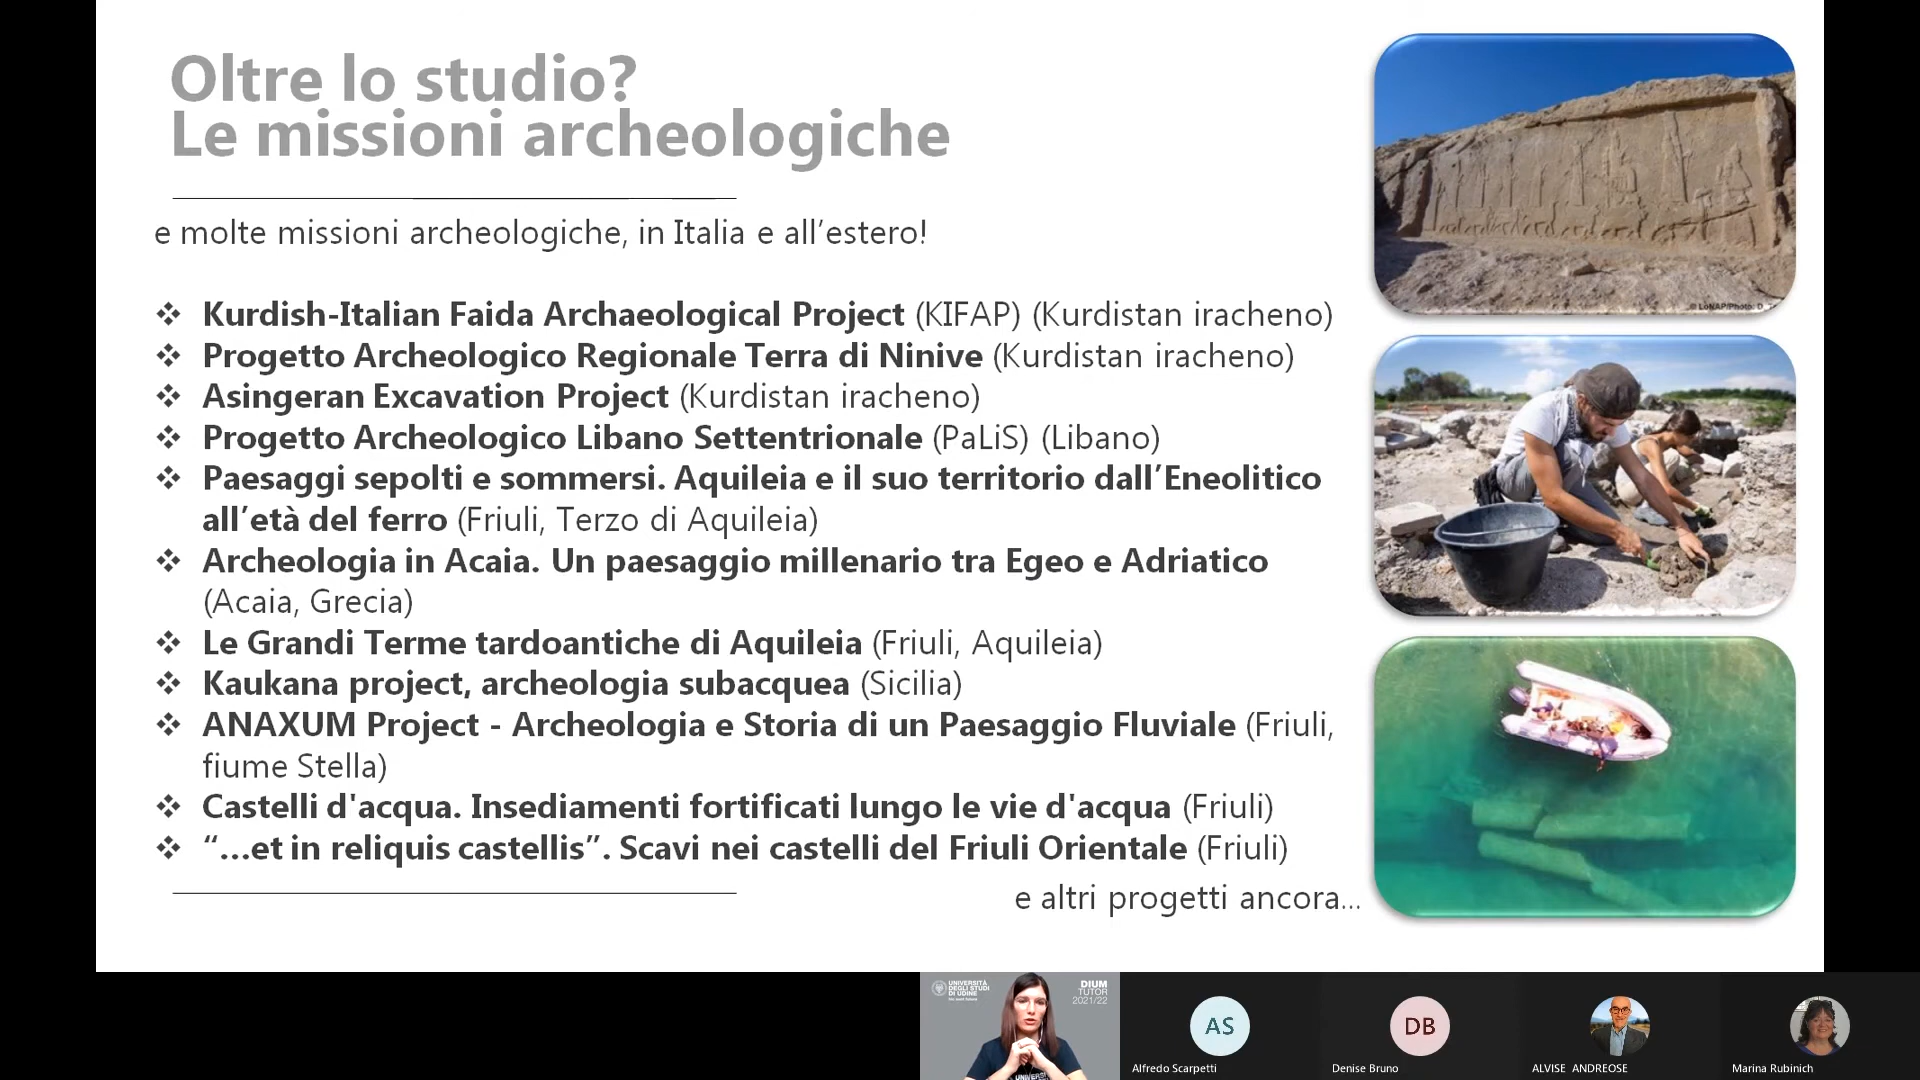 Oltre lo studio?
Le missioni archeologiche
e molte missioni archeologiche, in Italia e all’estero!
❖ Kurdish-Italian Faida Archaeological Project (KIFAP) (Kurdistan iracheno)
❖ Progetto Archeologico Regionale Terra di Ninive (Kurdistan iracheno)
❖ Asingeran Excavation Project (Kurdistan iracheno)
❖ Progetto Archeologico Libano Settentrionale (PaLiS) (Libano)
❖ Paesaggi sepolti e sommersi. Aquileia e il suo territorio dall’Eneolitico
all’età del ferro (Friuli, Terzo di Aquileia)
❖ Archeologia in Acaia. Un paesaggio millenario tra Egeo e Adriatico
(Acaia, Grecia)
❖ Le Grandi Terme tardoantiche di Aquileia (Friuli, Aquileia)
❖ Kaukana project, archeologia subacquea (Sicilia)
❖ ANAXUM Project - Archeologia e Storia di un Paesaggio Fluviale (Friuli,
fiume Stella)
❖ Castelli d'acqua. Insediamenti fortificati lungo le vie d'acqua (Friuli)
❖ “...et in reliquis castellis”. Scavi nei castelli del Friuli Orientale (Friuli)
e altri progetti ancora...
© LoNAP/Photo: D.
UNIVERSITÀ
DEGLI STUDI
DI UDINE
DIUM
TUTOR
2021/22
AS
Alfredo Scarpetti
DB
Denise Bruno
ALVISE ANDREOSE
Marina Rubinich